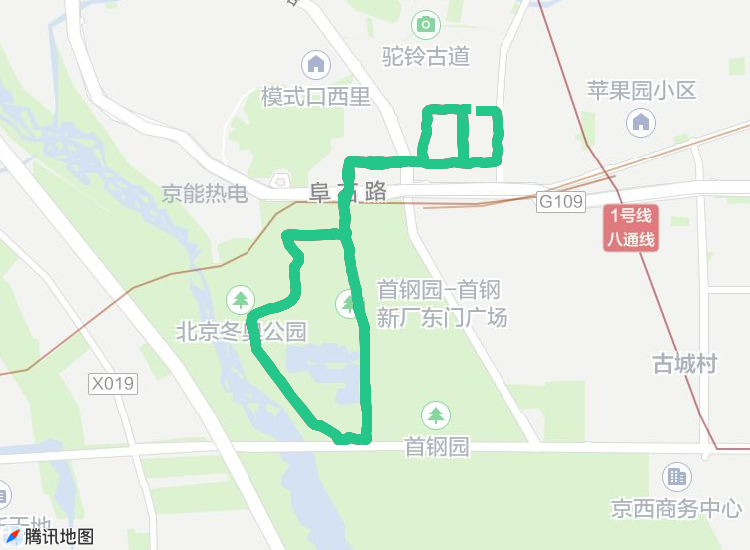 驼铃古道
模式口西里
苹果园小区
京能热电
阜石路
G109
1号线
八通线
首钢园-首钢
新厂东门广场
北京冬奥公园
古城村
X019
首钢园
京西商务中心
腾讯地图